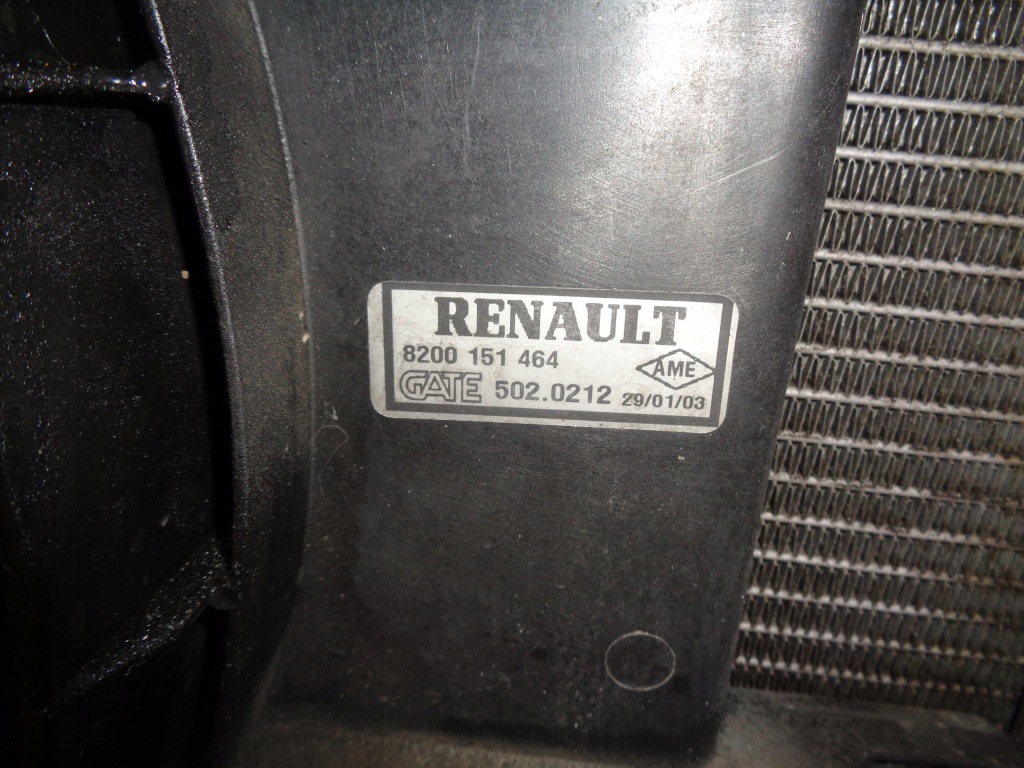 RENAULT
8200 151 464
AME
GATE 502.0212 29/01/03